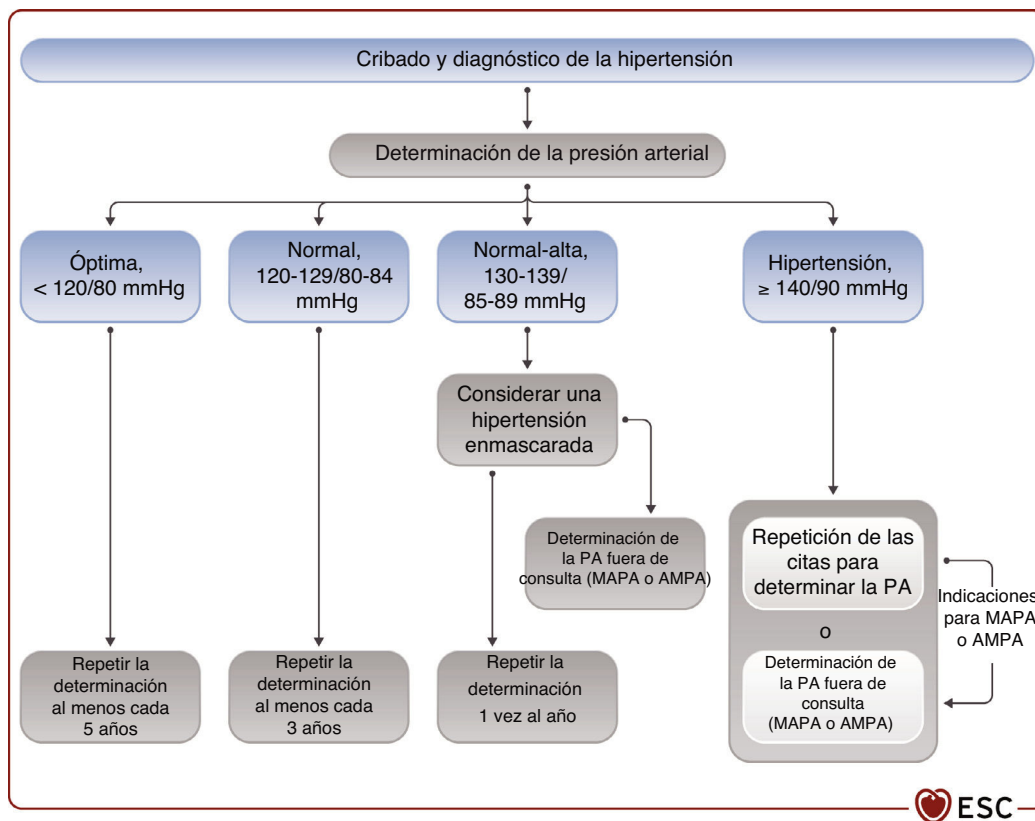 Cribado y diagnóstico de la hipertensión
Determinación de la presión arterial
Óptima,
< 120/80 mmHg
Normal,
120-129/80-84
mmHg
Normal-alta,
130-139/
85-89 mmHg
Hipertensión,
≥ 140/90 mmHg
Considerar una
hipertensión
enmascarada
Determinación de
la PA fuera de
consulta (MAPA o AMPA)
Repetición de las
citas para
determinar la PA
o
Determinación de
la PA fuera de
consulta
(MAPA o AMPA)
Indicaciones
para MAPA
o AMPA
Repetir la
determinación
al menos cada
5 años
Repetir la
determinación
al menos cada
3 años
Repetir la
determinación
1 vez al año
ESC